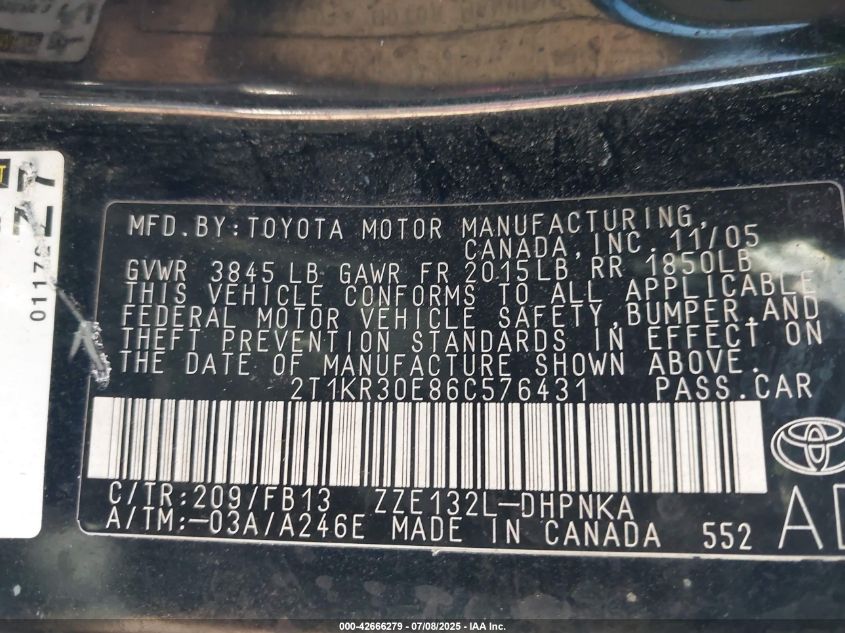 MFD. BY: TOYOTA MOTOR MANUFACTURING,
CANADA, INC. 11/05
GVWR 3845 LB GAWR FR 2015LB RR 1850LB
THIS VEHICLE CONFORMS TO ALL APPLICABLE
FEDERAL MOTOR VEHICLE SAFETY, BUMPER, AND
THEFT PREVENTION STANDARDS IN EFFECT ON
THE DATE OF MANUFACTURE SHOWN ABOVE.
2T1KR30E86C576431 PASS. CAR
C/TR: 209/FB13 ZZE132L-DHPNKA
A/TM: -03A/A246E MADE IN CANADA 552
000-42666279 - 07/08/2025 - IAA Inc.